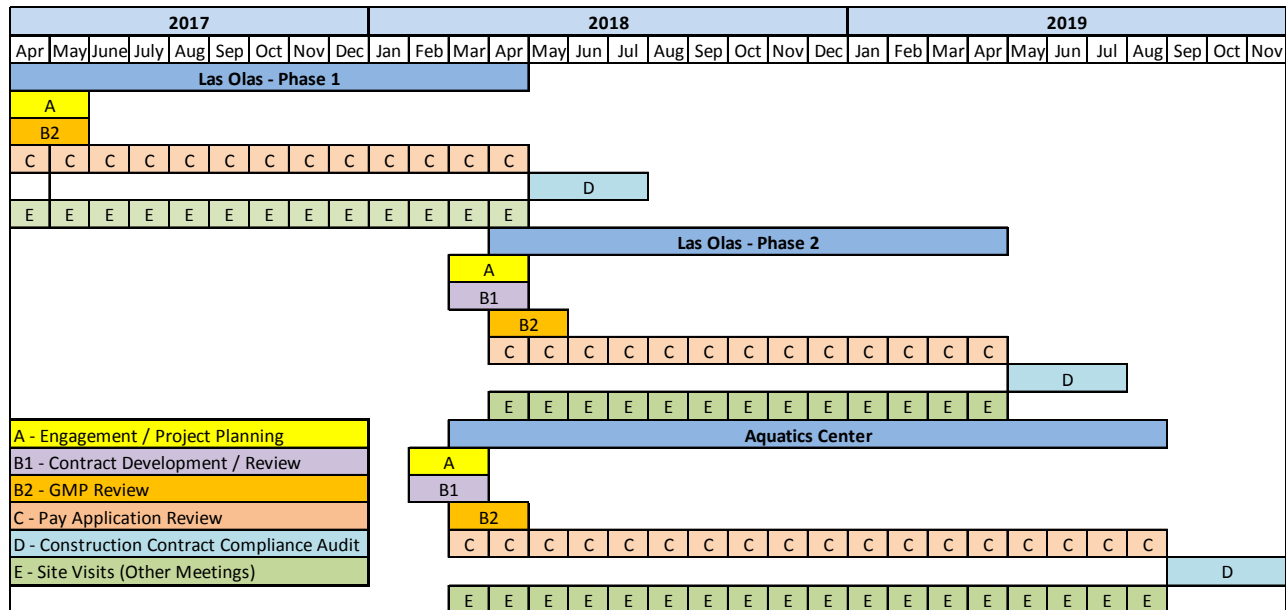 2017 2018 2019
Apr May June July Aug Sep Oct Nov Dec Jan Feb Mar Apr May Jun Jul Aug Sep Oct Nov Dec Jan Feb Mar Apr May Jun Jul Aug Sep Oct Nov
Las Olas - Phase 1
A
B2
C C C C C C C C C C C C C
D
E E E E E E E E E E E E E
Las Olas - Phase 2
A
B1
B2
C C C C C C C C C C C C C
D
E E E E E E E E E E E E E
A - Engagement / Project Planning Aquatics Center
B1 - Contract Development / Review A
B2 - GMP Review B1
C - Pay Application Review B2
D - Construction Contract Compliance Audit C C C C C C C C C C C C C C C C C C
E - Site Visits (Other Meetings) D
E E E E E E E E E E E E E E E E E E